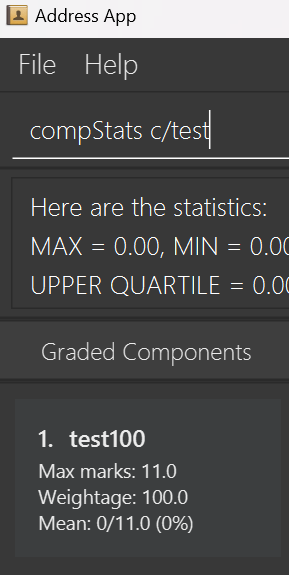 Address App
File Help
compStats c/test
Here are the statistics:
MAX = 0.00, MIN = 0.00
UPPER QUARTILE = 0.00
Graded Components
1. test100
Max marks: 11.0
Weightage: 100.0
Mean: 0/11.0 (0%)